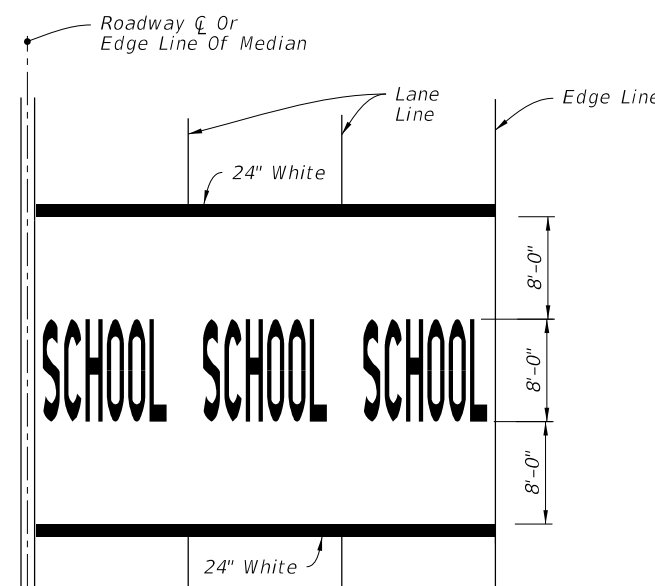 Roadway ℄ Or
Edge Line Of Median
Lane
Line
Edge Line
24" White
8'-0"
SCHOOL SCHOOL SCHOOL
8'-0"
8'-0"
24" White